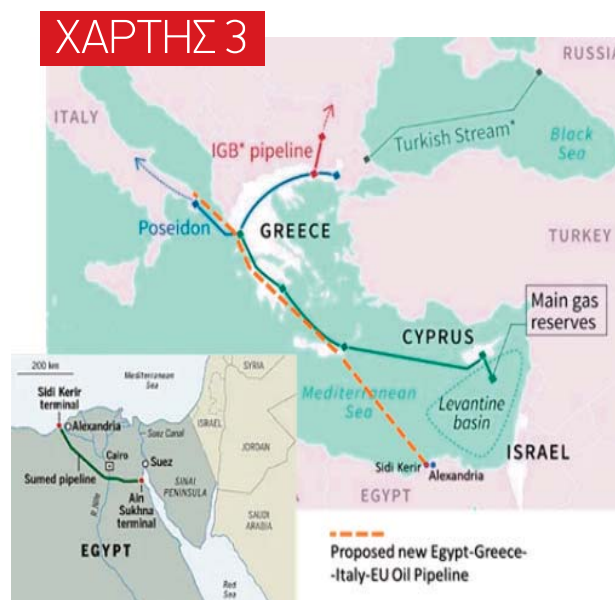 ΧΑΡΤΗΣ 3
RUSSIA
ITALY
IGB* pipeline
Turkish Stream*
Black
Sea
Poseidon
GREECE
TURKEY
Main gas
reserves
CYPRUS
Mediterranean
Sea
Levantine
basin
ISRAEL
Sidi Kerir
Alexandria
EGYPT
200 km
Mediterranean
Sea
SYRIA
Sidi Kerir
terminal
Alexandria
ISRAEL
Suez Canal
JORDAN
Cairo
Suez
Sumed pipeline
SINAI
PENINSULA
R. Nile
Ain
Sukhna
terminal
SAUDI
ARABIA
EGYPT
Red
Sea
Proposed new Egypt-Greece-
-Italy-EU Oil Pipeline